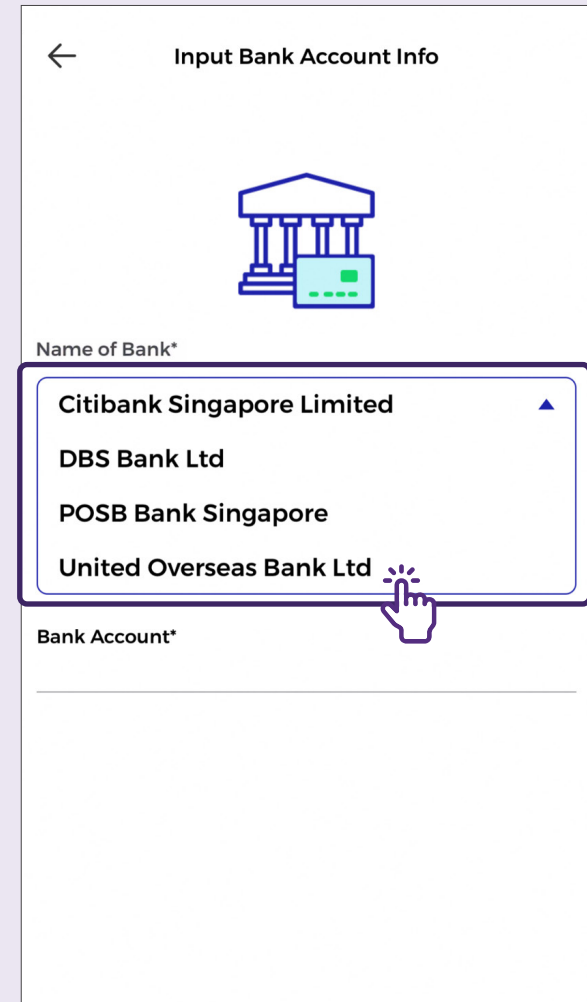 Input Bank Account Info
Name of Bank*
Citibank Singapore Limited
DBS Bank Ltd
POSB Bank Singapore
United Overseas Bank Ltd
Bank Account*